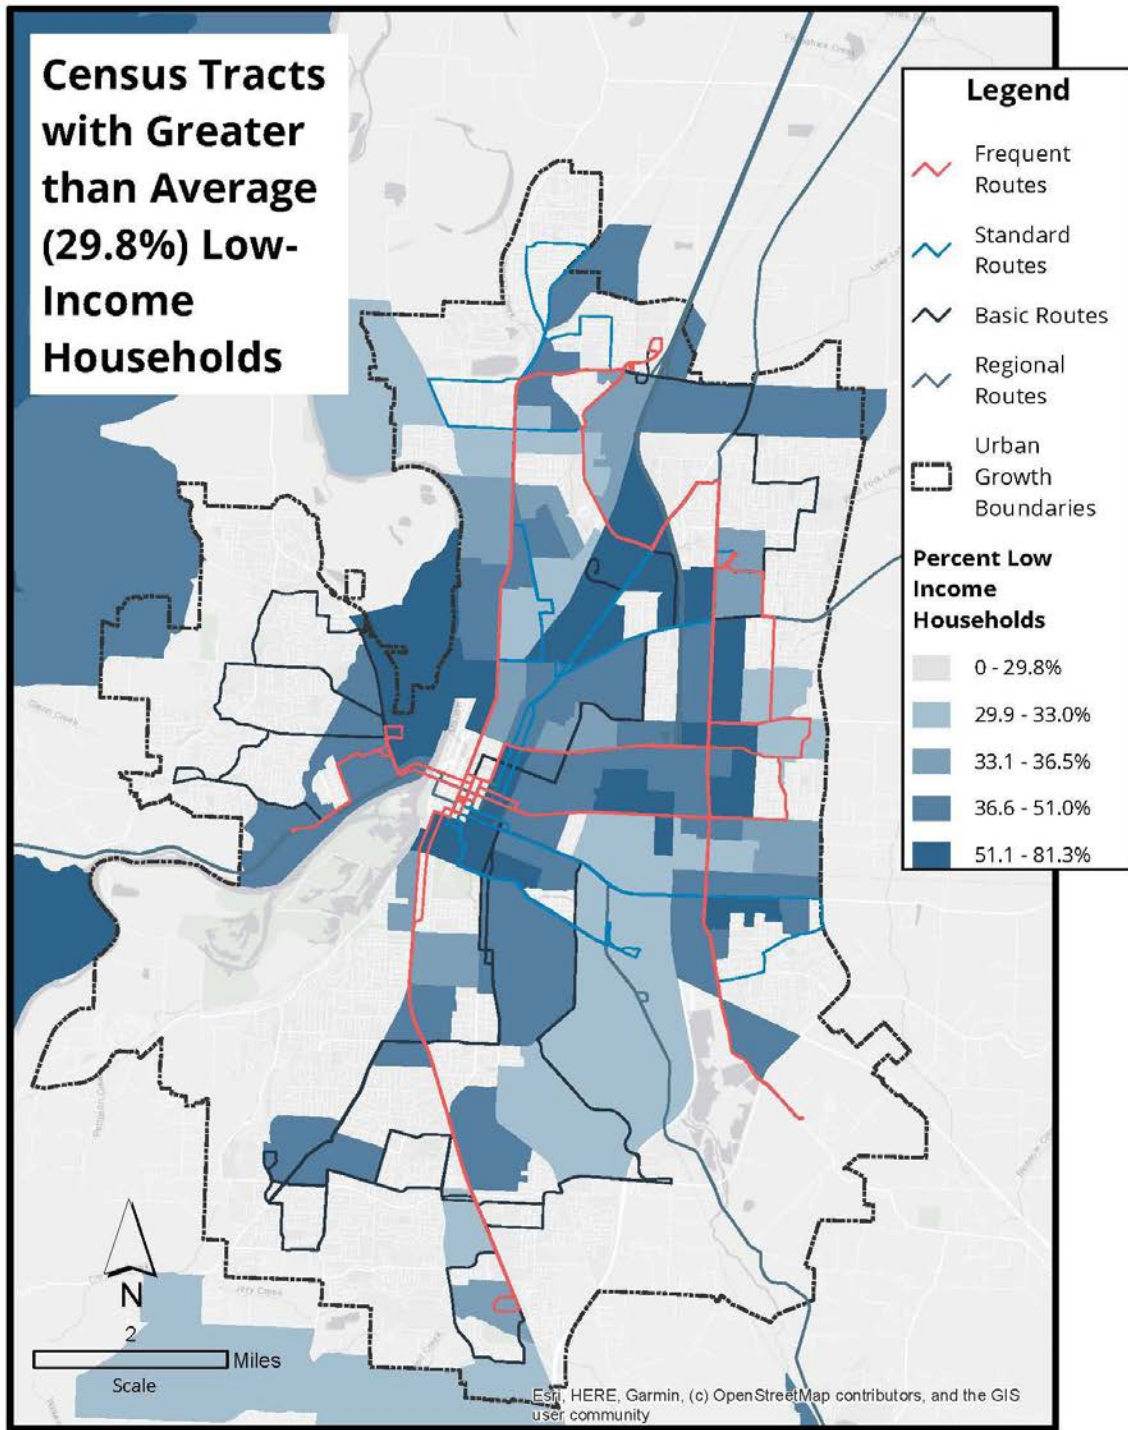 Census Tracts
with Greater
than Average
(29.8%) Low-
Income
Households
Legend
Frequent
Routes
Standard
Routes
Basic Routes
Regional
Routes
Urban
Growth
Boundaries
Percent Low
Income
Households
0 - 29.8%
29.9 - 33.0%
33.1 - 36.5%
36.6 - 51.0%
51.1 - 81.3%
Glenn Creek
N
2
Miles
Scale
Esri, HERE, Garmin, (c) OpenStreetMap contributors, and the GIS
user community